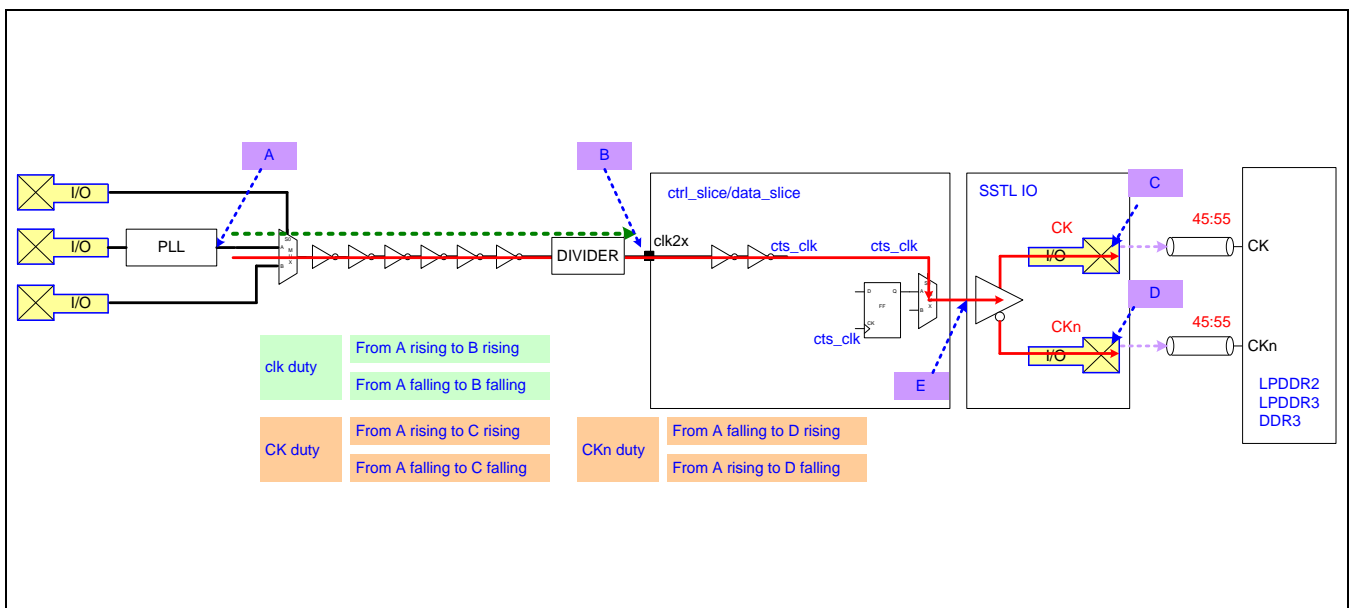 A
B
I/O
I/O
PLL
I/O
S0
A
B
M
U
X
DIVIDER
clk2x
ctrl_slice/data_slice
cts_clk
cts_clk
D
Q
FF
CK
cts_clk
A
B
X
E
SSTL IO
C
CK
I/O
D
CKn
I/O
45:55
CK
45:55
CKn
LPDDR2
LPDDR3
DDR3
clk duty
From A rising to B rising
From A falling to B falling
CK duty
From A rising to C rising
From A falling to C falling
CKn duty
From A falling to D rising
From A rising to D falling